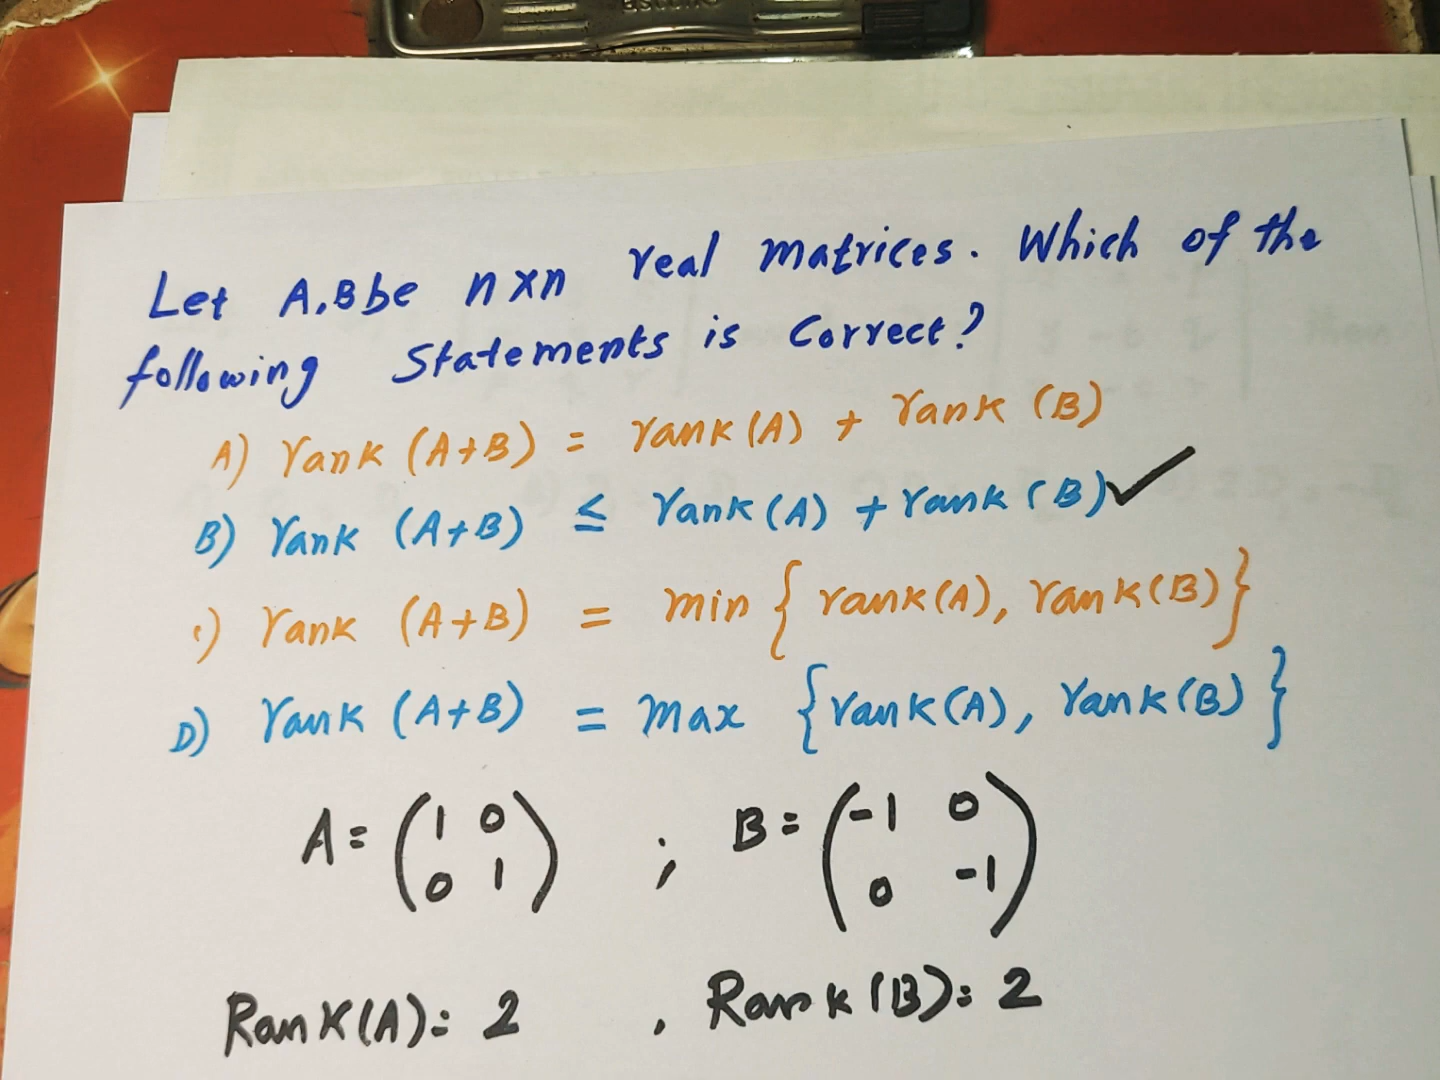 Let A,B be nxn real matrices. Which of the
following Statements is Correct?
A) rank (A+B) = rank (A) + rank (B)
B) rank (A+B) ≤ rank (A) + rank (B) ✓
c) rank (A+B) = min { rank (A), rank (B) }
D) rank (A+B) = max { rank (A), rank (B) }
A = ( 1 0 ; B = ( -1 0
0 1 ) 0 -1 )
Rank (A) = 2 , Rank (B) = 2